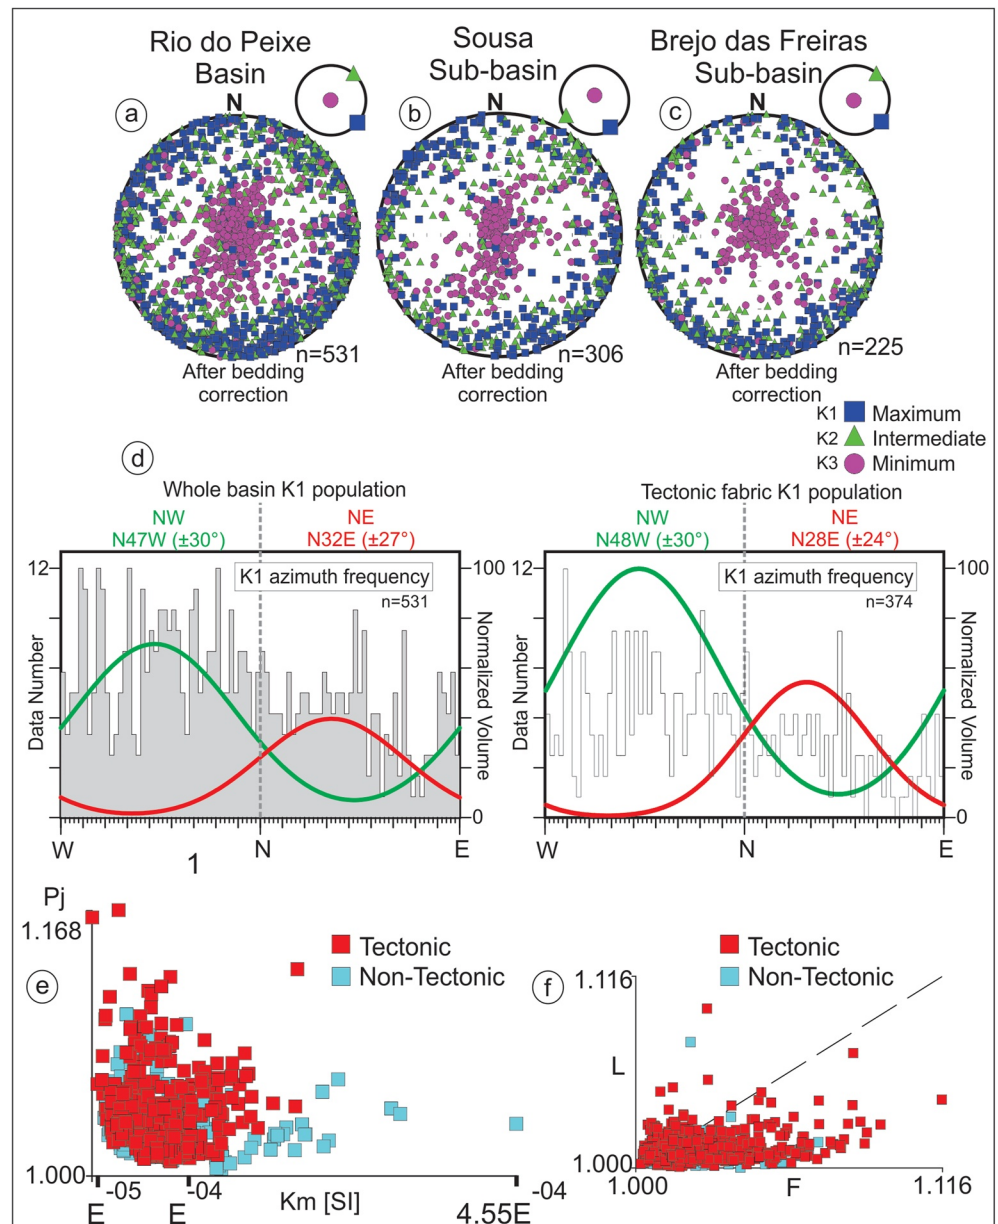 Rio do Peixe
Basin
Sousa
Sub-basin
Brejo das Freiras
Sub-basin
a
N
b
N
c
N
n=531
n=306
n=225
After bedding
correction
After bedding
correction
After bedding
correction
K1 Maximum
K2 Intermediate
K3 Minimum
d
Whole basin K1 population
NW
N47W (±30°)
NE
N32E (±27°)
K1 azimuth frequency
n=531
12
100
Data Number
Normalized Volume
0
W
N
E
1
Tectonic fabric K1 population
NW
N48W (±30°)
NE
N28E (±24°)
K1 azimuth frequency
n=374
12
100
Data Number
Normalized Volume
0
W
N
E
Pj
1.168
e
Tectonic
Non-Tectonic
1.000
-05
E
-04
E
Km [SI]
4.55E
-04
f
Tectonic
Non-Tectonic
1.116
L
1.000
1.000
F
1.116